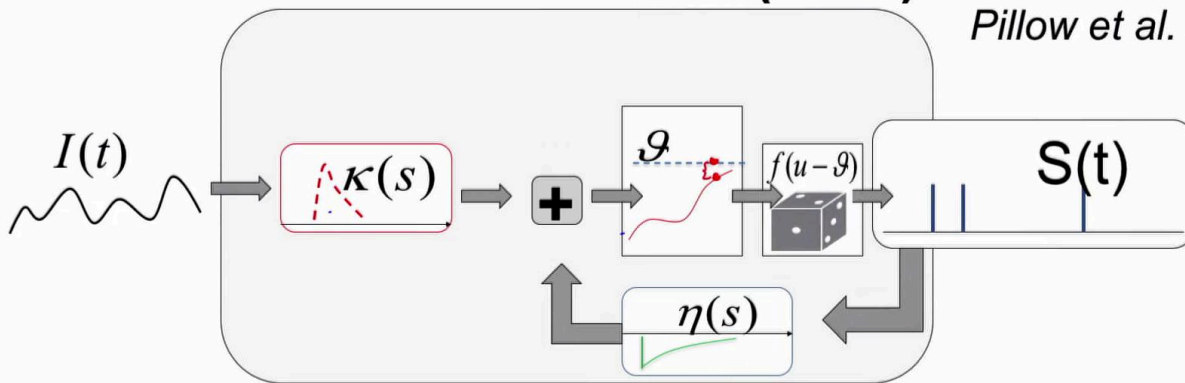 Pillow et al.
I(t)
κ(s)
+
ϑ
f(u−ϑ)
S(t)
η(s)